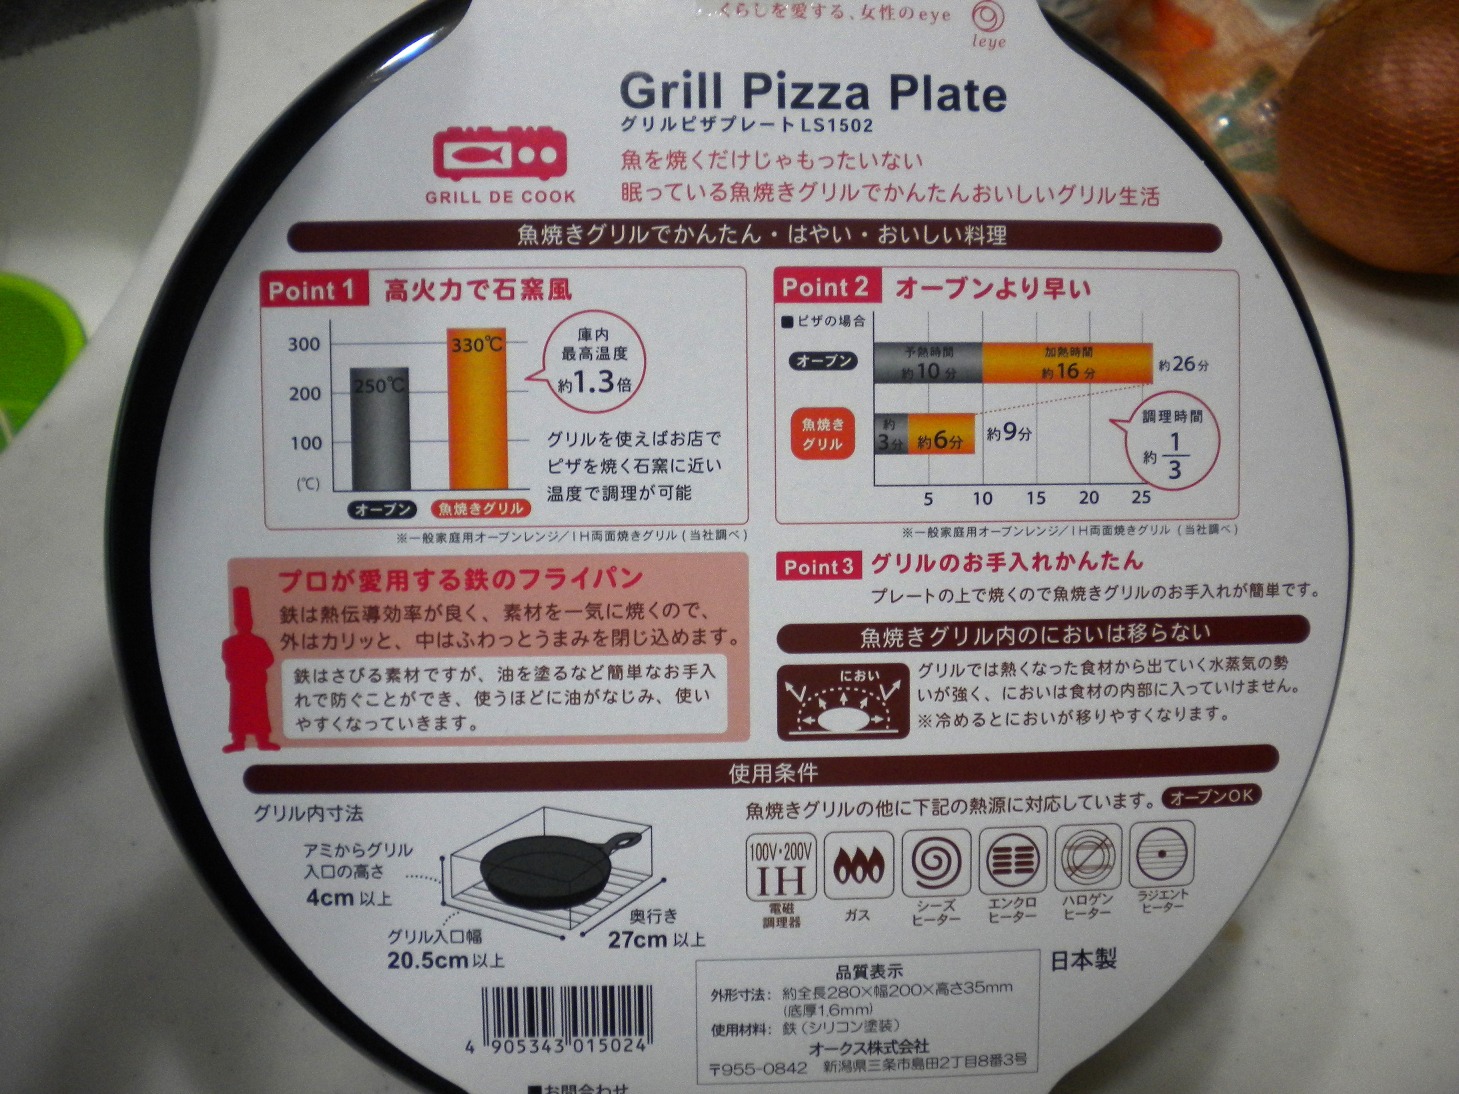 くらしを愛する、女性のeye
leye
Grill Pizza Plate
グリルピザプレートLS1502
GRILL DE COOK
魚を焼くだけじゃもったいない
眠っている魚焼きグリルでかんたんおいしいグリル生活
魚焼きグリルでかんたん・はやい・おいしい料理
Point 1 高火力で石窯風
300
200
100
(℃)
250℃
330℃
オーブン
魚焼きグリル
庫内
最高温度
約1.3倍
グリルを使えばお店で
ピザを焼く石窯に近い
温度で調理が可能
※一般家庭用オーブンレンジ/IH両面焼きグリル(当社調べ)
Point 2 オーブンより早い
■ピザの場合
オーブン
予熱時間
約10分
加熱時間
約16分
約26分
魚焼き
グリル
約
3分
約6分
約9分
調理時間
約1/3
5 10 15 20 25
※一般家庭用オーブンレンジ/IH両面焼きグリル(当社調べ)
プロが愛用する鉄のフライパン
鉄は熱伝導効率が良く、素材を一気に焼くので、
外はカリッと、中はふわっとうまみを閉じ込めます。
鉄はさびる素材ですが、油を塗るなど簡単なお手入
れで防ぐことができ、使うほどに油がなじみ、使い
やすくなっていきます。
Point 3 グリルのお手入れかんたん
プレートの上で焼くので魚焼きグリルのお手入れが簡単です。
魚焼きグリル内のにおいは移らない
におい
グリルでは熱くなった食材から出ていく水蒸気の勢
いが強く、においは食材の内部に入っていけません。
※冷めるとにおいが移りやすくなります。
使用条件
グリル内寸法
アミからグリル
入口の高さ
4cm以上
グリル入口幅
20.5cm以上
奥行き
27cm以上
魚焼きグリルの他に下記の熱源に対応しています。 オーブンOK
100V・200V
IH
電磁
調理器
ガス
シーズ
ヒーター
エンクロ
ヒーター
ハロゲン
ヒーター
ラジエント
ヒーター
4 905343 015024
品質表示
外形寸法：約全長280×幅200×高さ35mm
(底厚1.6mm)
使用材料：鉄(シリコン塗装)
オークス株式会社
〒955-0842 新潟県三条市島田2丁目8番3号
日本製
■お問合わせ